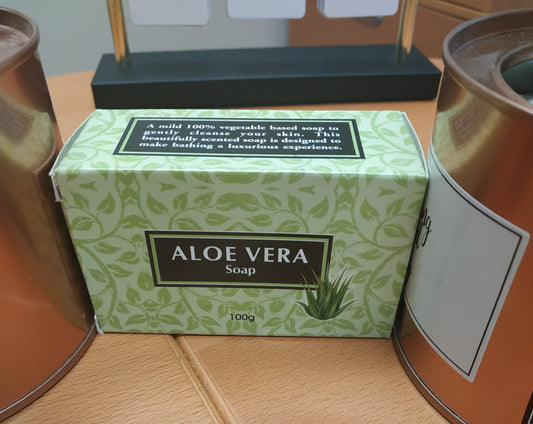 A mild 100% vegetable based soap to
gently cleanse your skin. This
beautifully scented soap is designed to
make bathing a luxurious experience.
ALOE VERA
Soap
100g